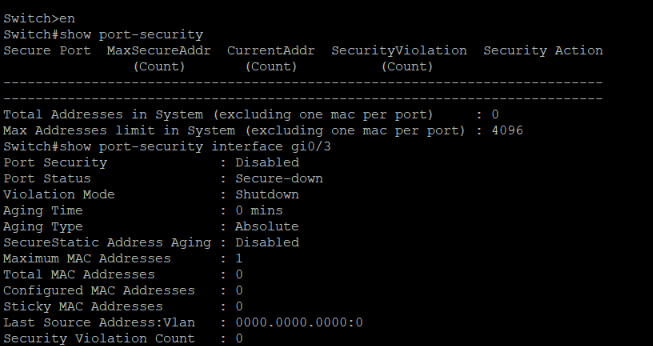 Switch>en
Switch#show port-security
Secure Port  MaxSecureAddr  CurrentAddr  SecurityViolation  Security Action
                (Count)       (Count)          (Count)
---------------------------------------------------------------------------
---------------------------------------------------------------------------
Total Addresses in System (excluding one mac per port)     : 0
Max Addresses limit in System (excluding one mac per port) : 4096
Switch#show port-security interface gi0/3
Port Security              : Disabled
Port Status                : Secure-down
Violation Mode             : Shutdown
Aging Time                 : 0 mins
Aging Type                 : Absolute
SecureStatic Address Aging : Disabled
Maximum MAC Addresses      : 1
Total MAC Addresses        : 0
Configured MAC Addresses   : 0
Sticky MAC Addresses       : 0
Last Source Address:Vlan   : 0000.0000.0000:0
Security Violation Count   : 0